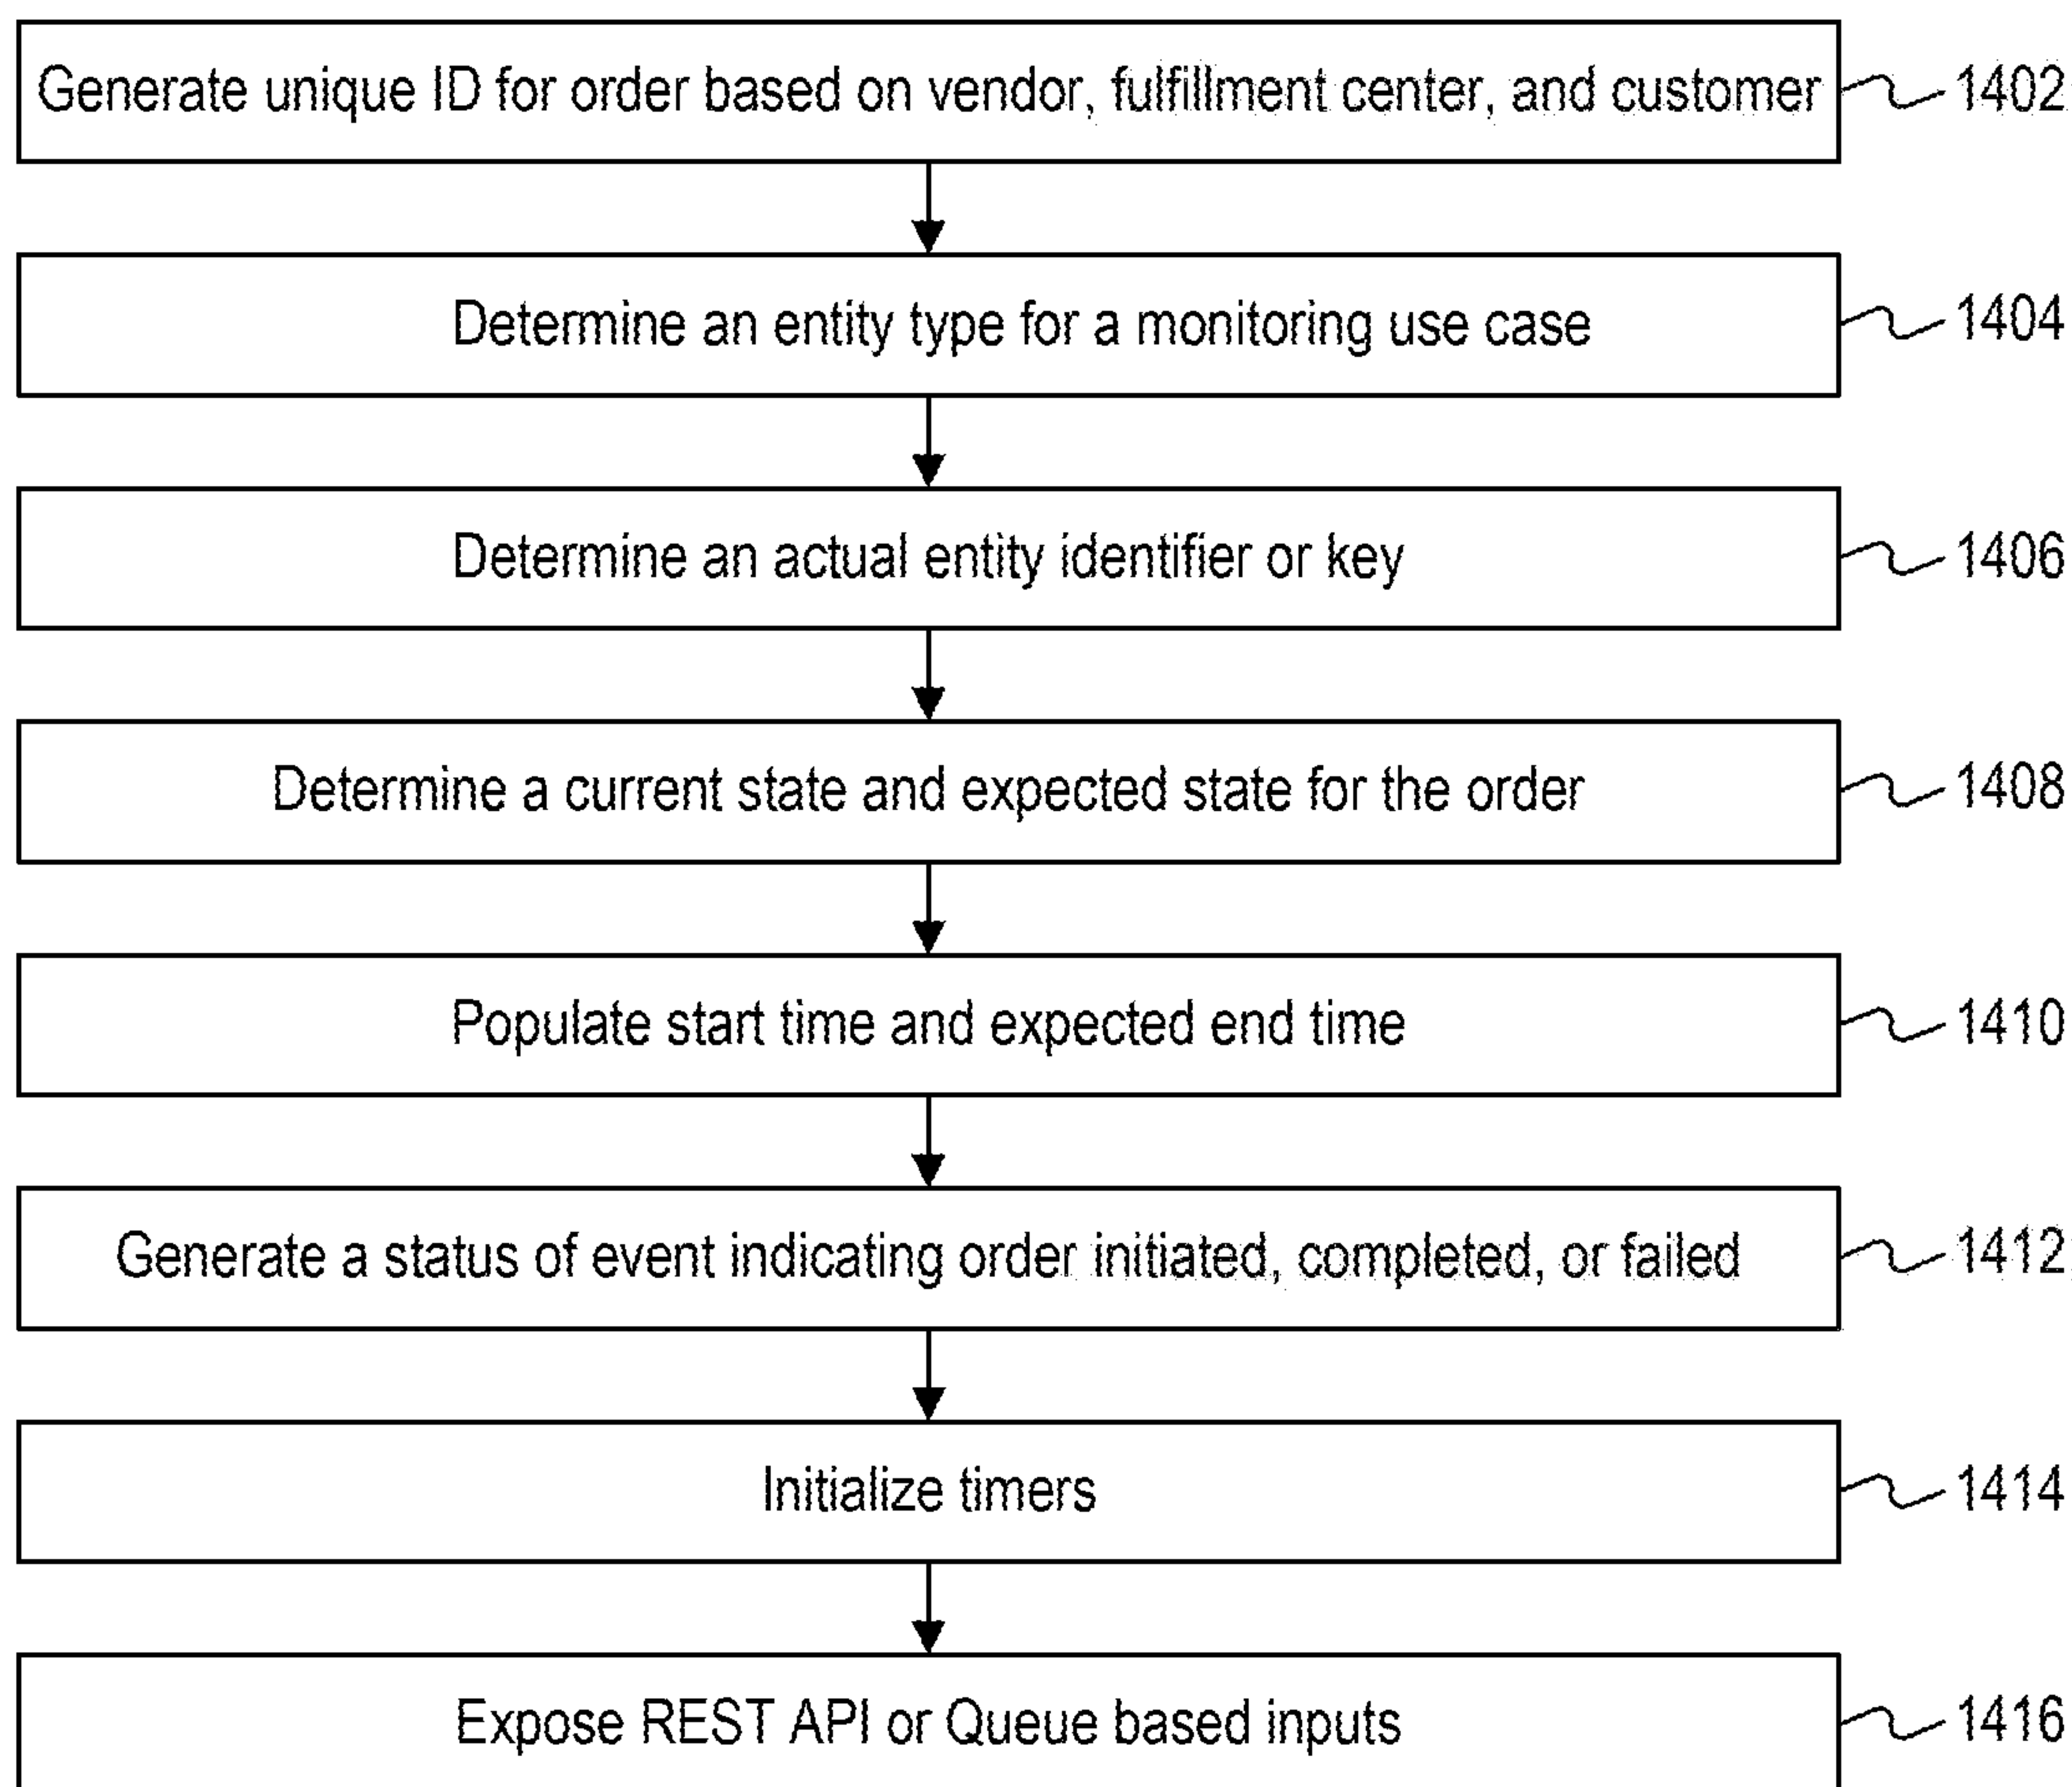 Generate unique ID for order based on vendor, fulfillment center, and customer 1402
Determine an entity type for a monitoring use case 1404
Determine an actual entity identifier or key 1406
Determine a current state and expected state for the order 1408
Populate start time and expected end time 1410
Generate a status of event indicating order initiated, completed, or failed 1412
Initialize timers 1414
Expose REST API or Queue based inputs 1416